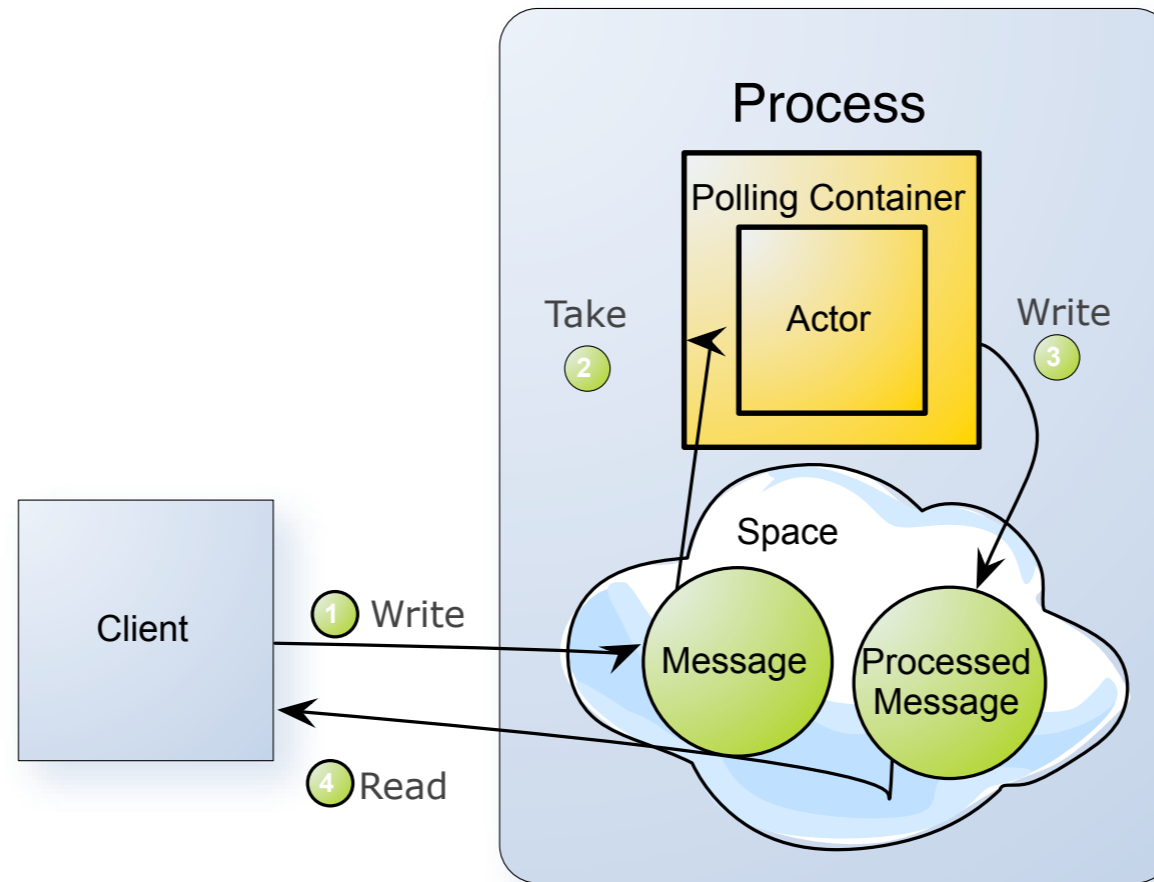 Process
Polling Container
Actor
Take
2
Write
3
Space
Client
1 Write
Message
Processed
Message
4 Read